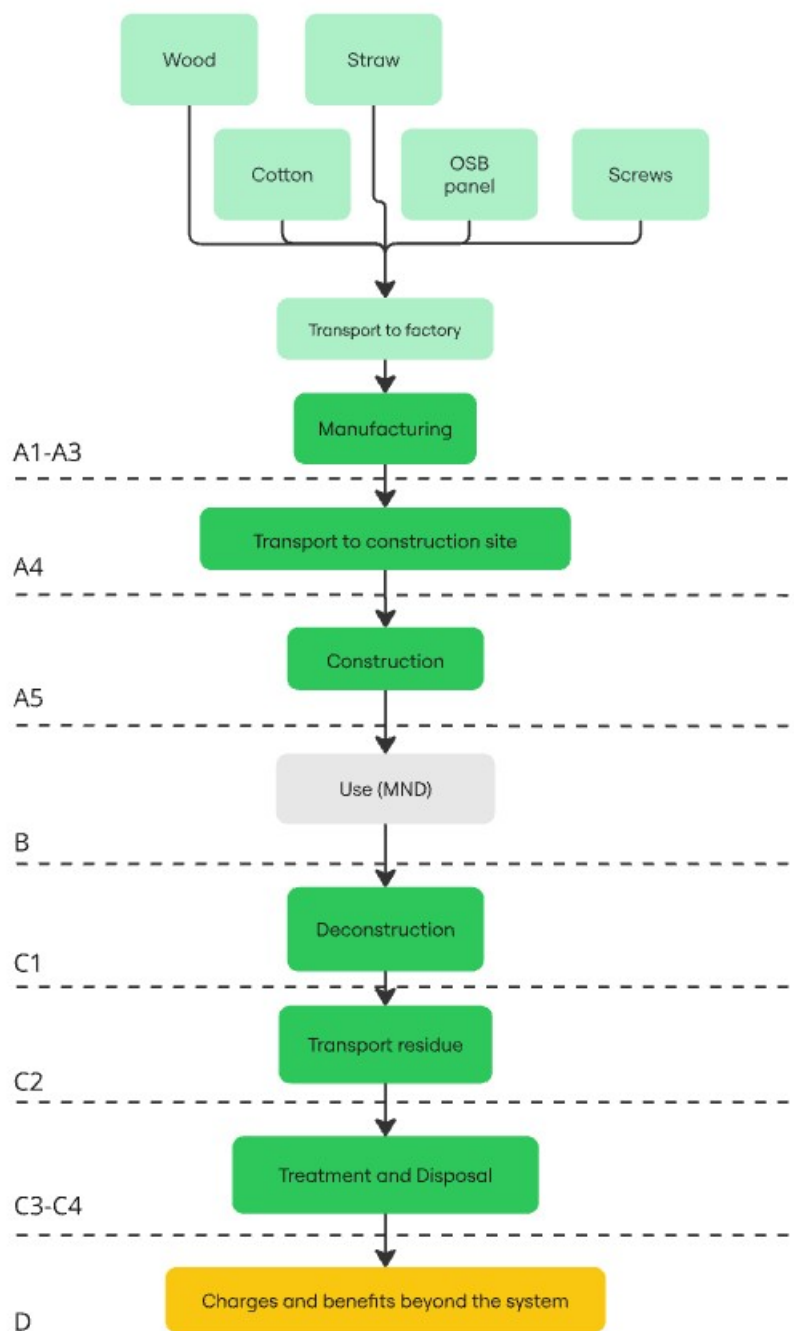 Wood
Straw
Cotton
OSB
panel
Screws
Transport to factory
Manufacturing
A1-A3
Transport to construction site
A4
Construction
A5
Use (MND)
B
Deconstruction
C1
Transport residue
C2
Treatment and Disposal
C3-C4
Charges and benefits beyond the system
D